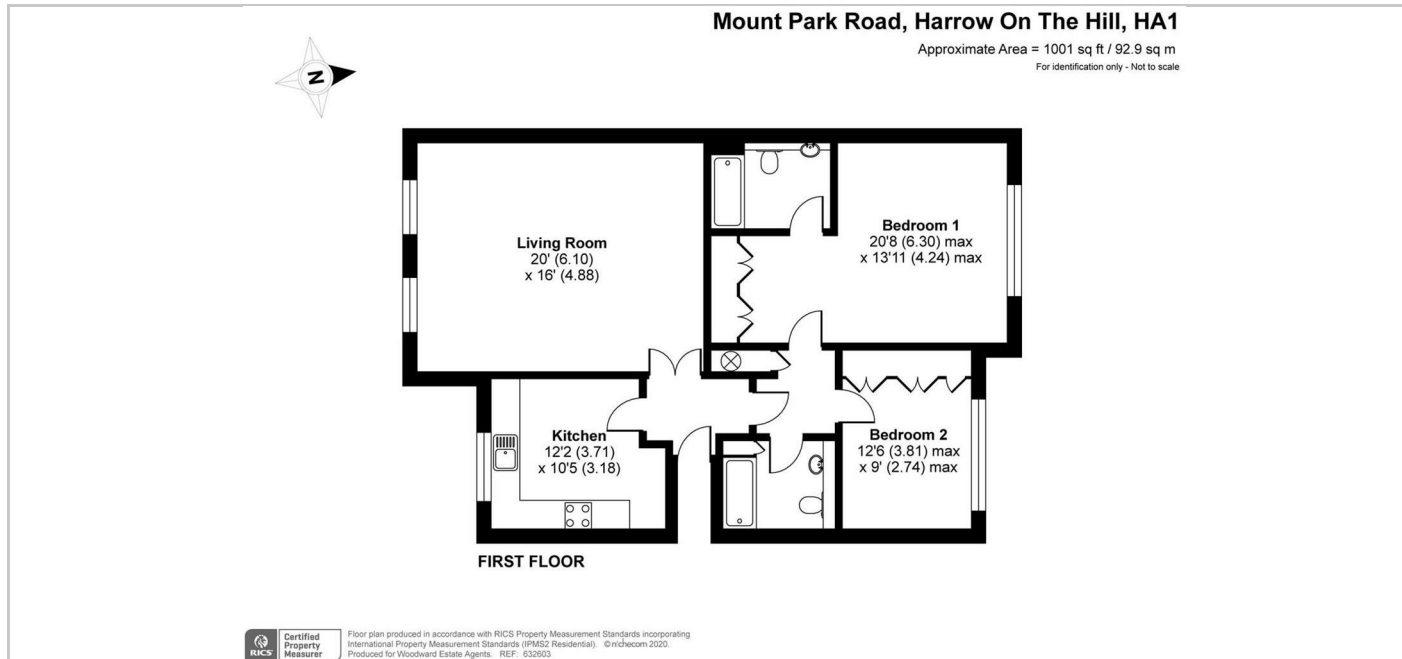 Mount Park Road, Harrow On The Hill, HA1
Approximate Area = 1001 sq ft / 92.9 sq m
For identification only - Not to scale
N
Living Room
20' (6.10)
x 16' (4.88)
Bedroom 1
20'8 (6.30) max
x 13'11 (4.24) max
Kitchen
12'2 (3.71)
x 10'5 (3.18)
Bedroom 2
12'6 (3.81) max
x 9' (2.74) max
FIRST FLOOR
RICS
Certified
Property
Measurer
Floor plan produced in accordance with RICS Property Measurement Standards incorporating
International Property Measurement Standards (IPMS2 Residential). © n\checom 2020.
Produced for Woodward Estate Agents. REF: 632603